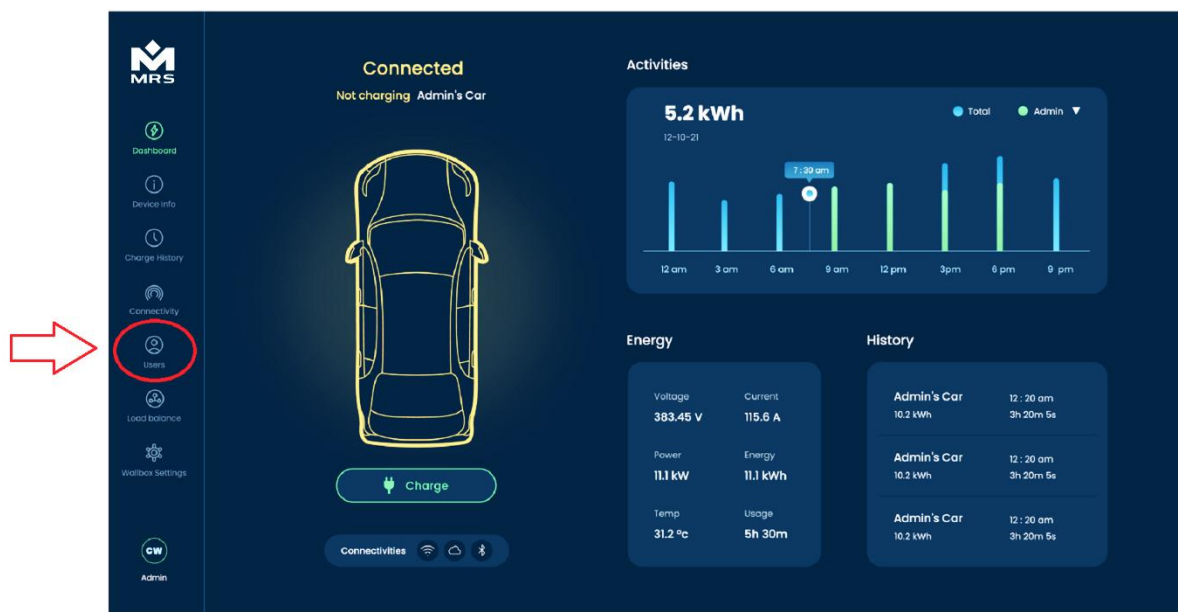 MRS
Dashboard
Device Info
Charge History
Connectivity
Users
Load balance
Wallbox Settings
CW
Admin
Connected
Not charging Admin's Car
Charge
Connectivities
Activities
5.2 kWh
Total Admin
12-10-21
7:30 am
12 am 3 am 6 am 9 am 12 pm 3pm 6 pm 9 pm
Energy
Voltage Current
383.45 V 115.6 A
Power Energy
11.1 kW 11.1 kWh
Temp Usage
31.2 °c 5h 30m
History
Admin's Car 12 : 20 am
10.2 kWh 3h 20m 5s
Admin's Car 12 : 20 am
10.2 kWh 3h 20m 5s
Admin's Car 12 : 20 am
10.2 kWh 3h 20m 5s